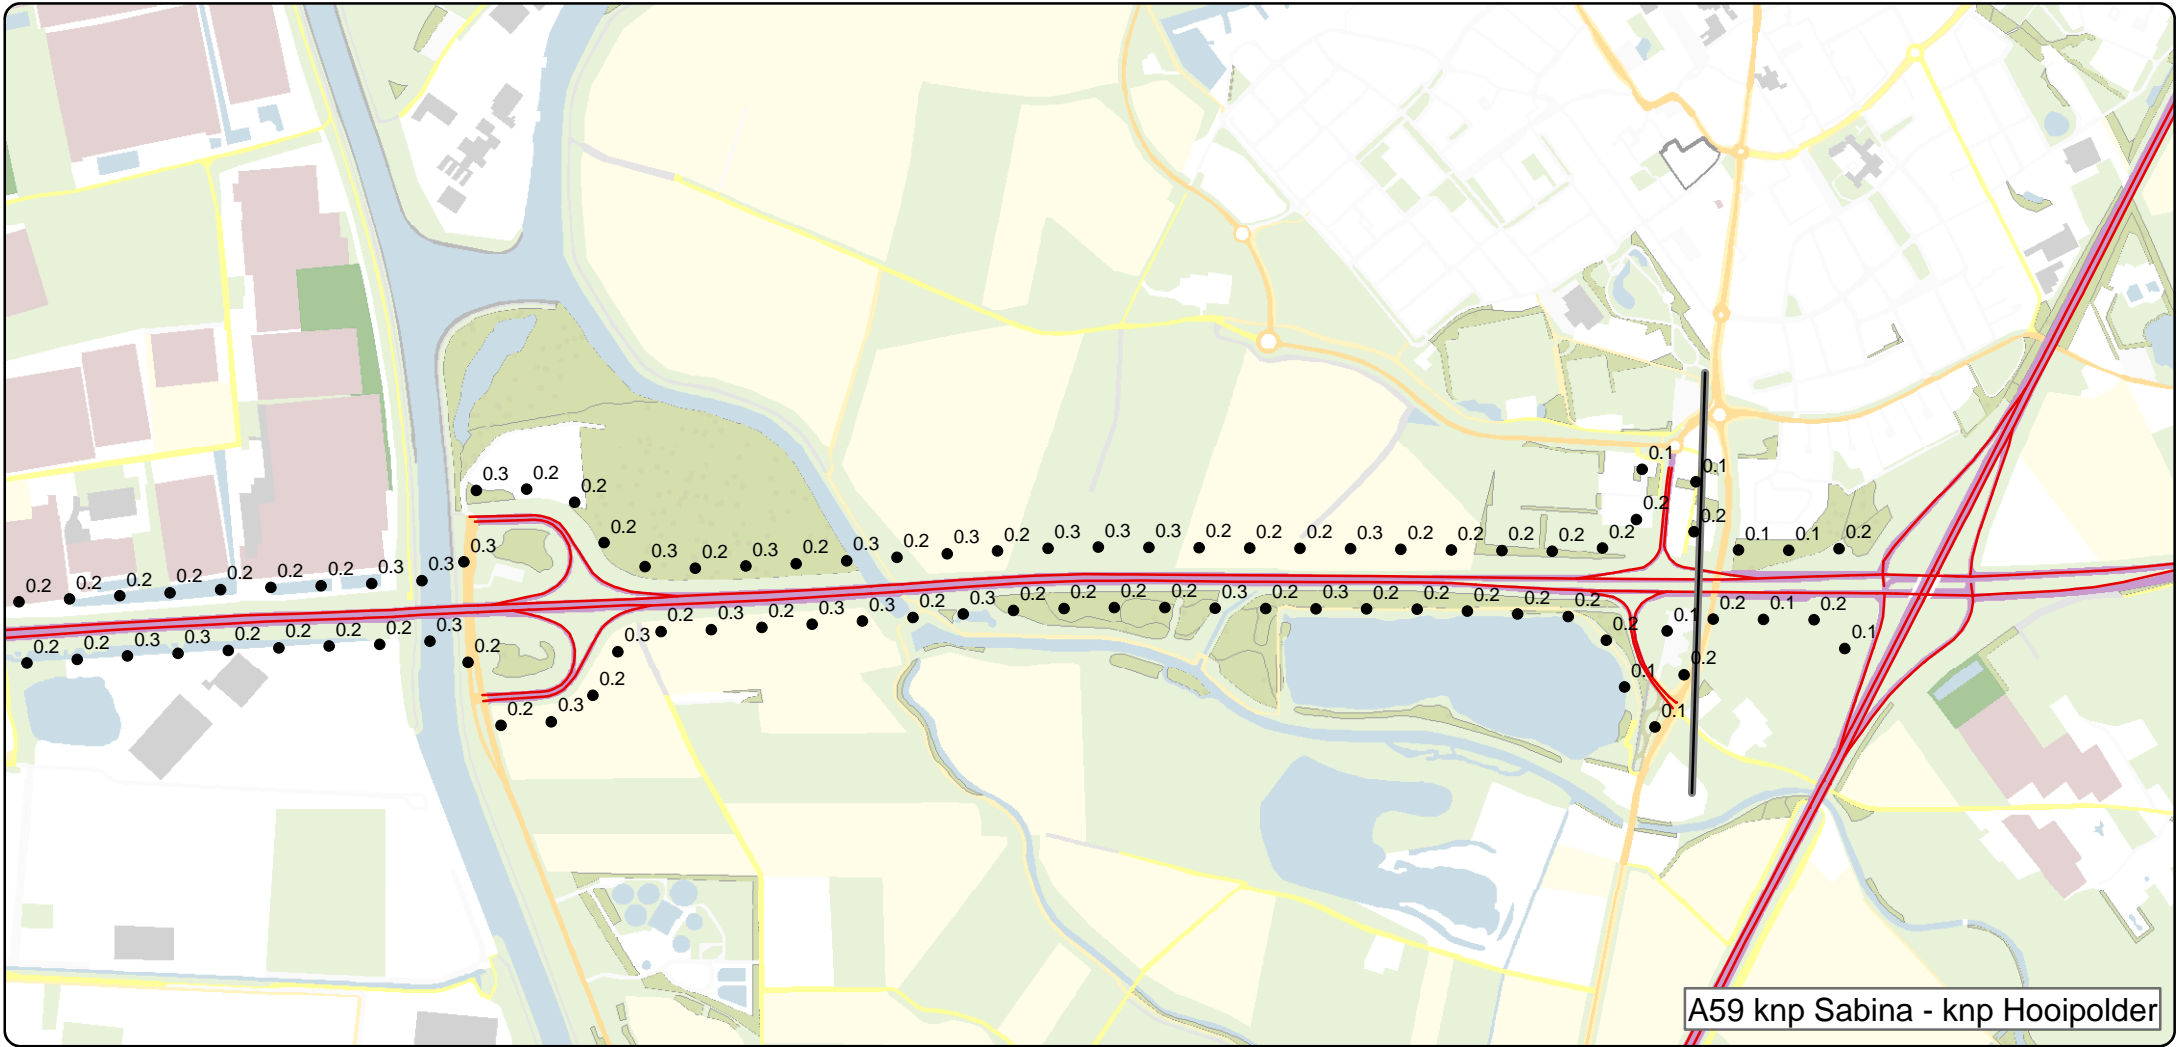 0.1
0.1
0.3 0.2
0.2
0.2 0.2
0.2 0.3 0.2 0.3 0.2 0.3 0.2 0.3 0.2 0.3 0.3 0.3 0.2 0.2 0.2 0.3 0.2 0.2 0.2 0.2 0.2 0.1 0.1 0.2
0.2 0.2 0.2 0.2 0.2 0.2 0.2 0.3 0.3 0.3
0.2 0.3 0.2 0.3 0.3 0.2 0.3 0.2 0.2 0.2 0.2 0.3 0.2 0.3 0.2 0.2 0.2 0.2 0.2 0.2 0.1 0.2 0.1 0.2
0.2 0.2 0.3 0.3 0.2 0.2 0.2 0.2 0.3 0.2 0.3 0.1
0.2 0.1 0.2
0.2 0.3 0.1
A59 knp Sabina - knp Hooipolder